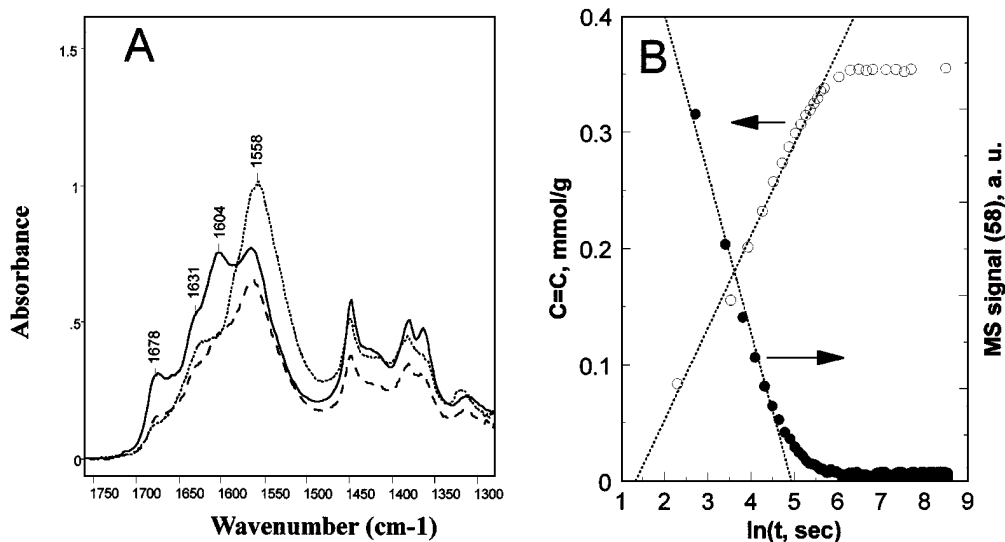 A
1.5
1
.5
0
Absorbance
1678
1631
1604
1558
1750 1700 1650 1600 1550 1500 1450 1400 1350 1300
Wavenumber (cm-1)
B
0.4
0.3
0.2
0.1
0
C=C, mmol/g
MS signal (58), a. u.
1 2 3 4 5 6 7 8 9
ln(t, sec)